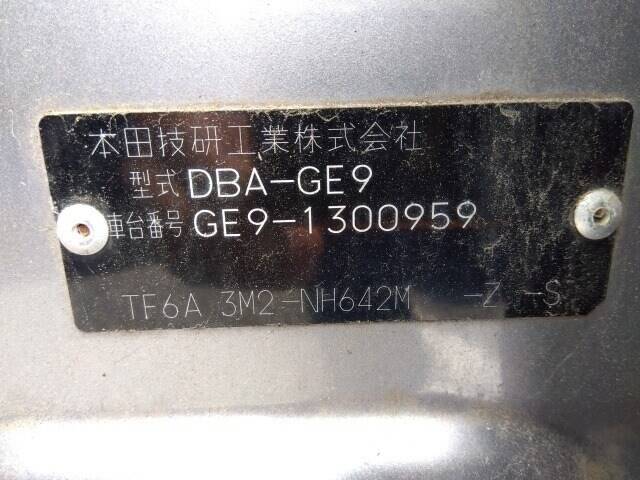 本田技研工業株式会社
型式 DBA-GE9
車台番号 GE9-1300959
TF6A 3M2-NH642M -Z -S